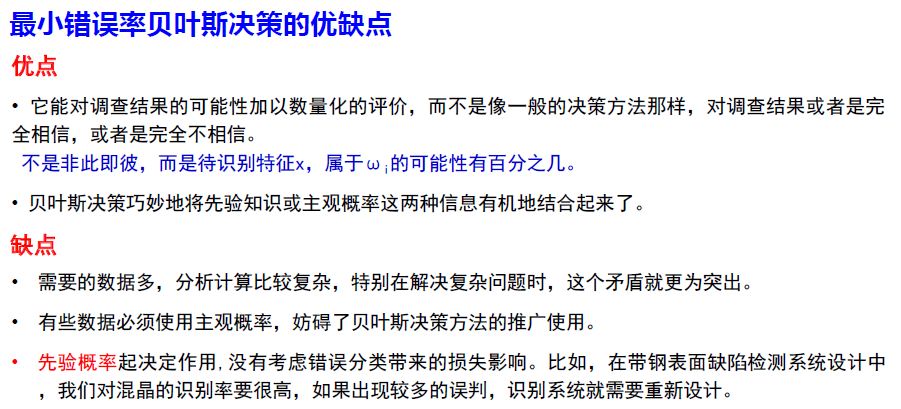 最小错误率贝叶斯决策的优缺点
优点
• 它能对调查结果的可能性加以数量化的评价，而不是像一般的决策方法那样，对调查结果或者是完
全相信，或者是完全不相信。
不是非此即彼，而是待识别特征x，属于ωi的可能性有百分之几。
• 贝叶斯决策巧妙地将先验知识或主观概率这两种信息有机地结合起来了。
缺点
• 需要的数据多，分析计算比较复杂，特别在解决复杂问题时，这个矛盾就更为突出。
• 有些数据必须使用主观概率，妨碍了贝叶斯决策方法的推广使用。
• 先验概率起决定作用,没有考虑错误分类带来的损失影响。比如，在带钢表面缺陷检测系统设计中
，我们对混晶的识别率要很高，如果出现较多的误判，识别系统就需要重新设计。